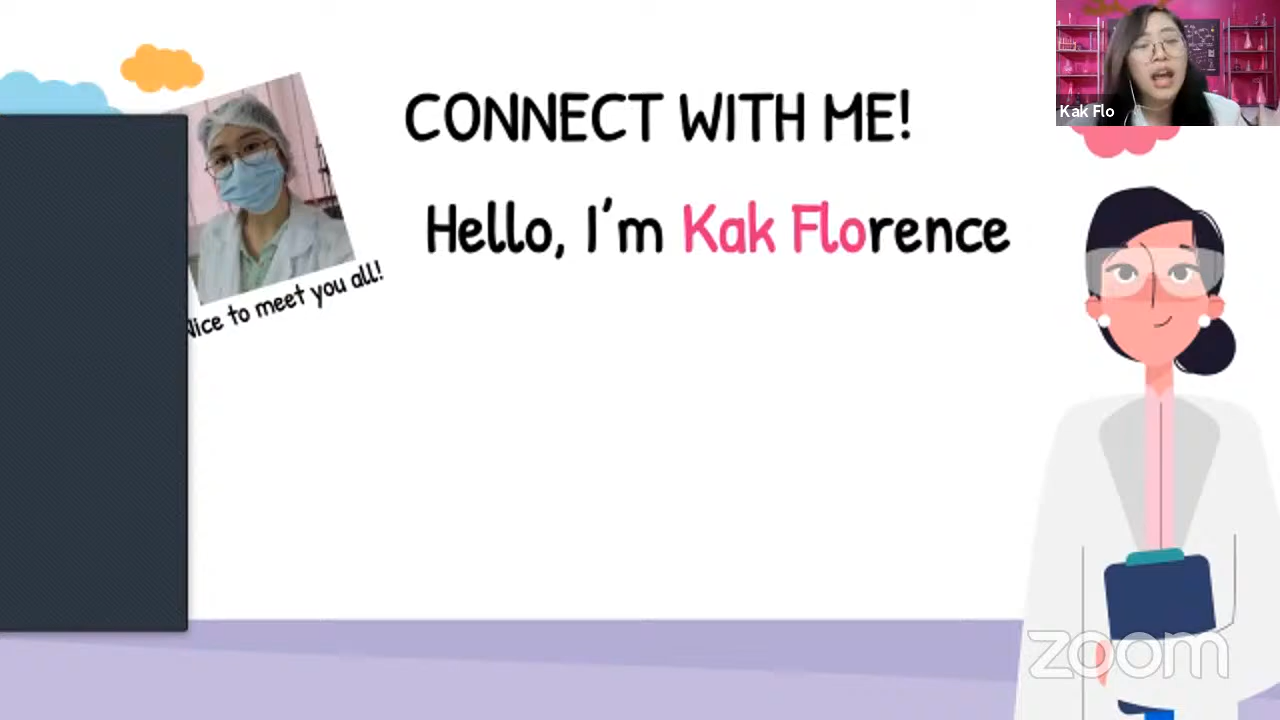 CONNECT WITH ME!
Kak Flo
Hello, I'm Kak Florence
Nice to meet you all!
zoom